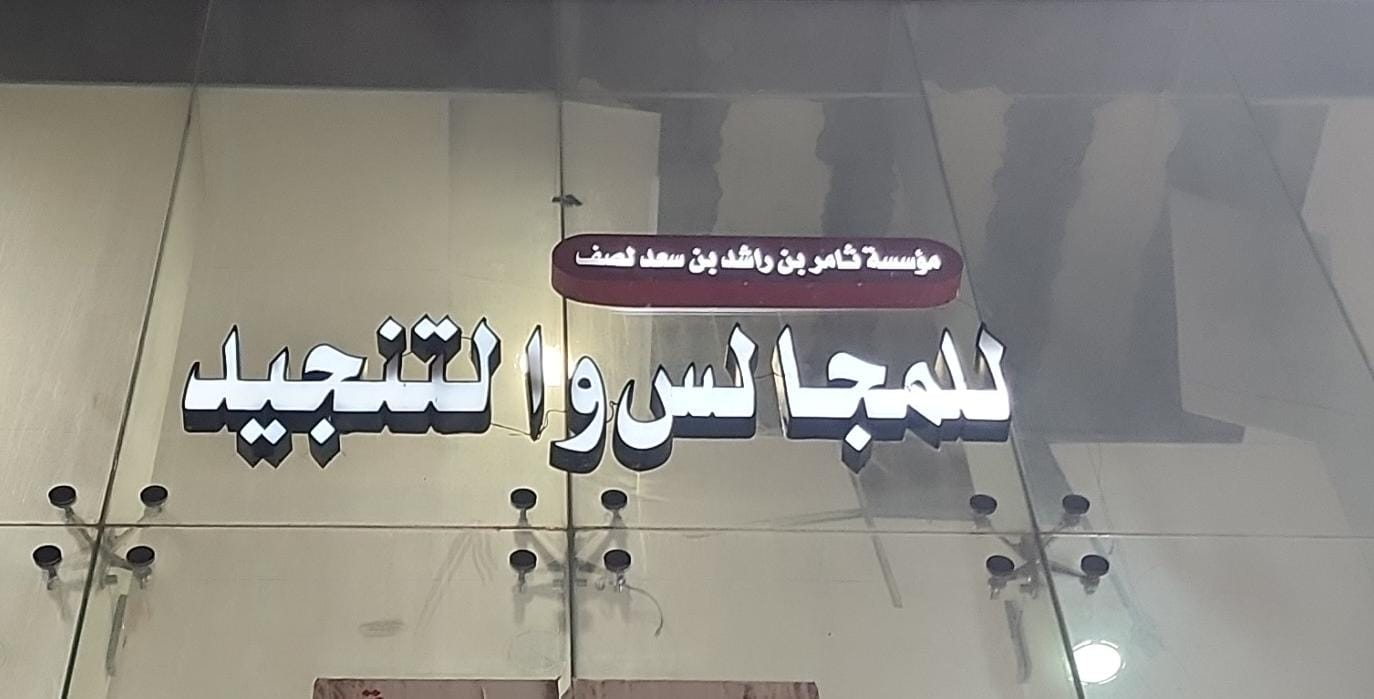 مؤسسة ثامر بن راشد بن سعد لصف
للمجالس والتنجيد